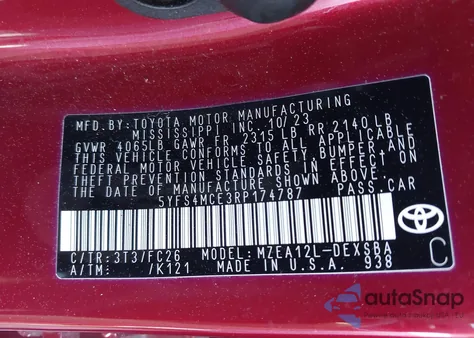 MFD.BY:TOYOTA MOTOR MANUFACTURING
MISSISSIPPI INC. 10/23
GVWR 4065LB GAWR FR 2315 LB RR 2140 LB
THIS VEHICLE CONFORMS TO ALL APPLICABLE
FEDERAL MOTOR VEHICLE SAFETY, BUMPER, AND
THEFT PREVENTION STANDARDS IN EFFECT ON
THE DATE OF MANUFACTURE SHOWN ABOVE.
5YFS4MCE3RP174787 PASS.CAR
C/TR:3T3/FC26 MODEL:MZEA12L-DEXSBA
A/TM: /K121 MADE IN U.S.A. 938
TOYOTA
C
autoSnap
VEHICLE HISTORY